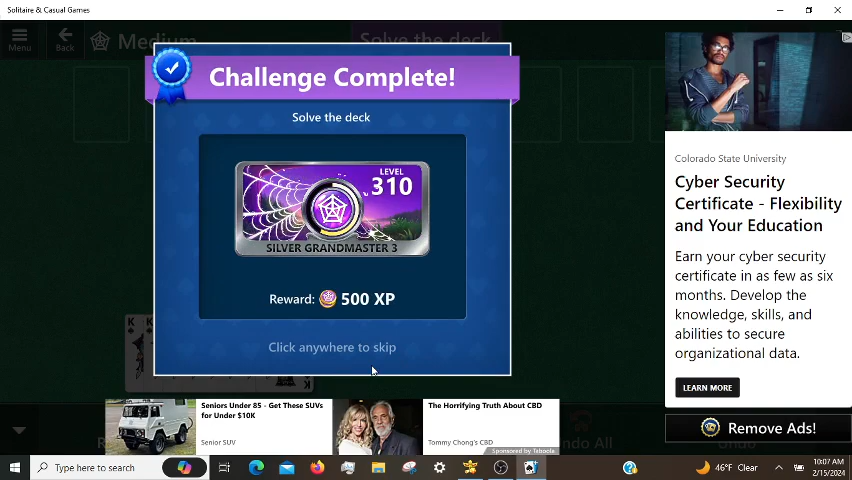 Solitaire & Casual Games
Menu
Back
Medium
Solve the deck
Challenge Complete!
Solve the deck
LEVEL
310
SILVER GRANDMASTER 3
Reward: 500 XP
Click anywhere to skip
K
K
Colorado State University
Cyber Security
Certificate - Flexibility
and Your Education
Earn your cyber security
certificate in as few as six
months. Develop the
knowledge, skills, and
abilities to secure
organizational data.
LEARN MORE
Remove Ads!
Seniors Under 85 - Get These SUVs
for Under $10K
Senior SUV
The Horrifying Truth About CBD
Tommy Chong's CBD
Sponsored by Taboola
Undo All
Undo
Type here to search
46°F Clear
10:07 AM
2/15/2024